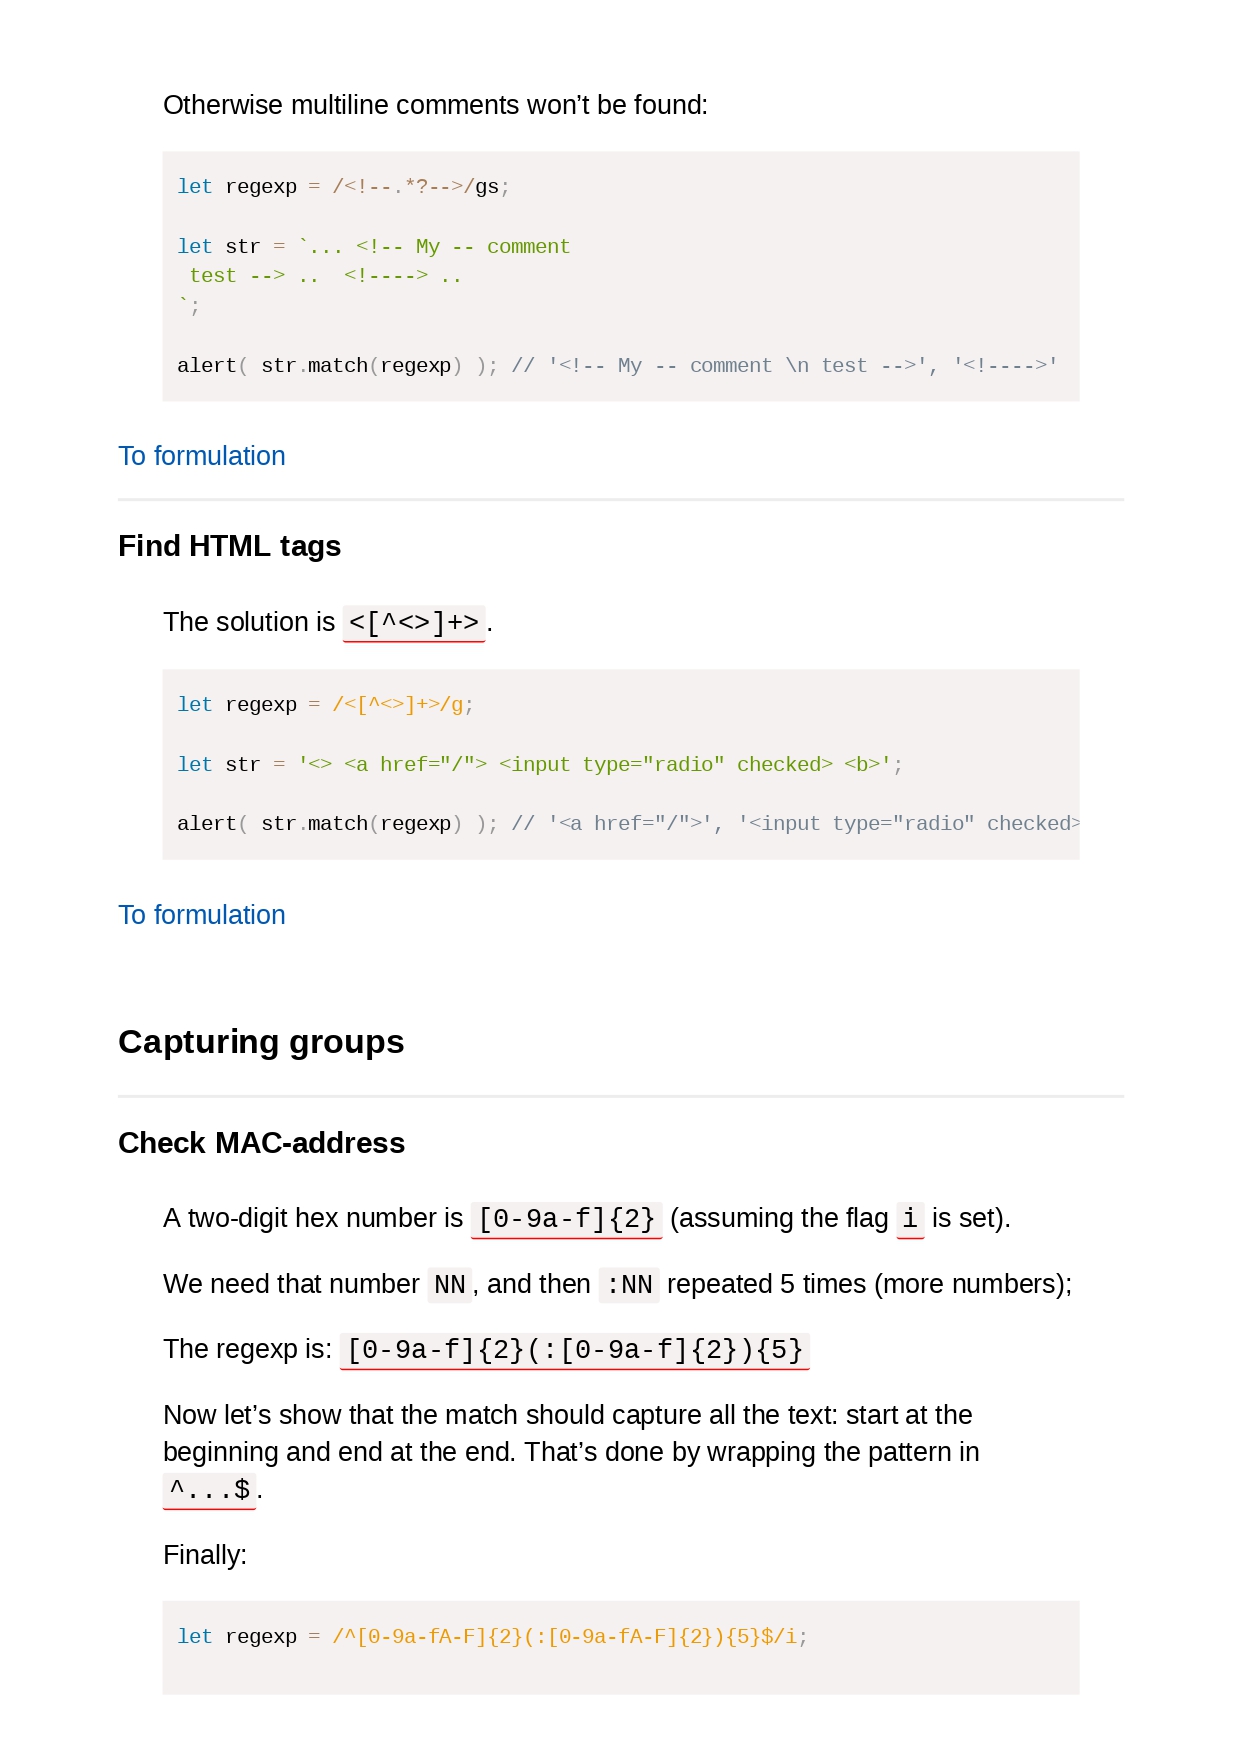 Otherwise multiline comments won’t be found:
let regexp = /<!--.*?-->/gs;
let str = `... <!-- My -- comment
 test --> ..  <!----> ..
`;
alert( str.match(regexp) ); // '<!-- My -- comment \n test -->', '<!---->'
To formulation
Find HTML tags
The solution is <[^<>]+>.
let regexp = /<[^<>]+>/g;
let str = '<> <a href="/"> <input type="radio" checked> <b>';
alert( str.match(regexp) ); // '<a href="/">', '<input type="radio" checked>
To formulation
Capturing groups
Check MAC-address
A two-digit hex number is [0-9a-f]{2} (assuming the flag i is set).
We need that number NN, and then :NN repeated 5 times (more numbers);
The regexp is: [0-9a-f]{2}(:[0-9a-f]{2}){5}
Now let’s show that the match should capture all the text: start at the
beginning and end at the end. That’s done by wrapping the pattern in
^...$.
Finally:
let regexp = /^[0-9a-fA-F]{2}(:[0-9a-fA-F]{2}){5}$/i;